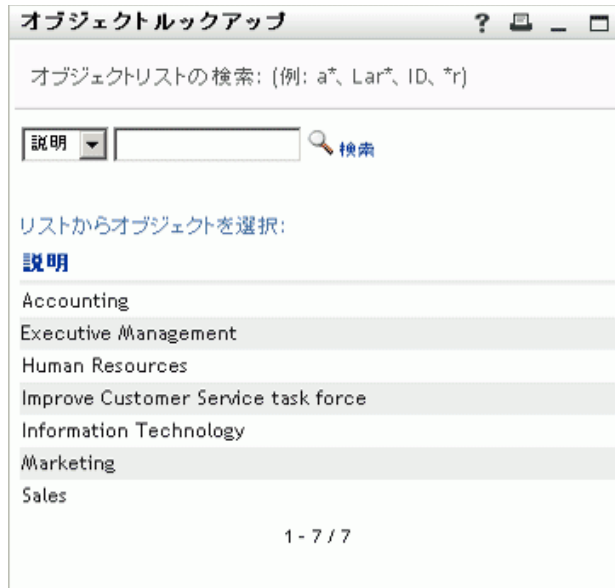 オブジェクトルックアップ ?
オブジェクトリストの検索: (例: a*、Lar*、ID、*r)
説明 検索
リストからオブジェクトを選択:
説明
Accounting
Executive Management
Human Resources
Improve Customer Service task force
Information Technology
Marketing
Sales
1 - 7 / 7